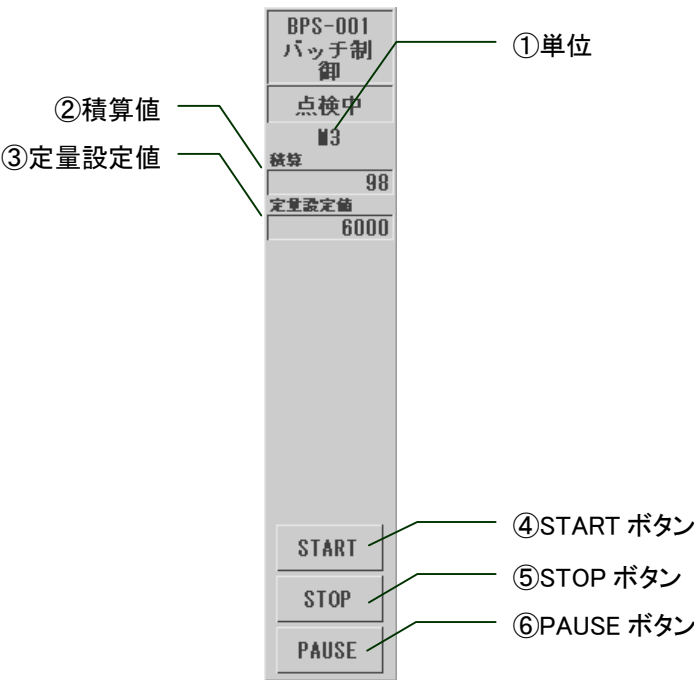 BPS-001
バッチ制
御
点検中
M3
積算
98
定量設定値
6000
START
STOP
PAUSE
①単位
②積算値
③定量設定値
④START ボタン
⑤STOP ボタン
⑥PAUSE ボタン